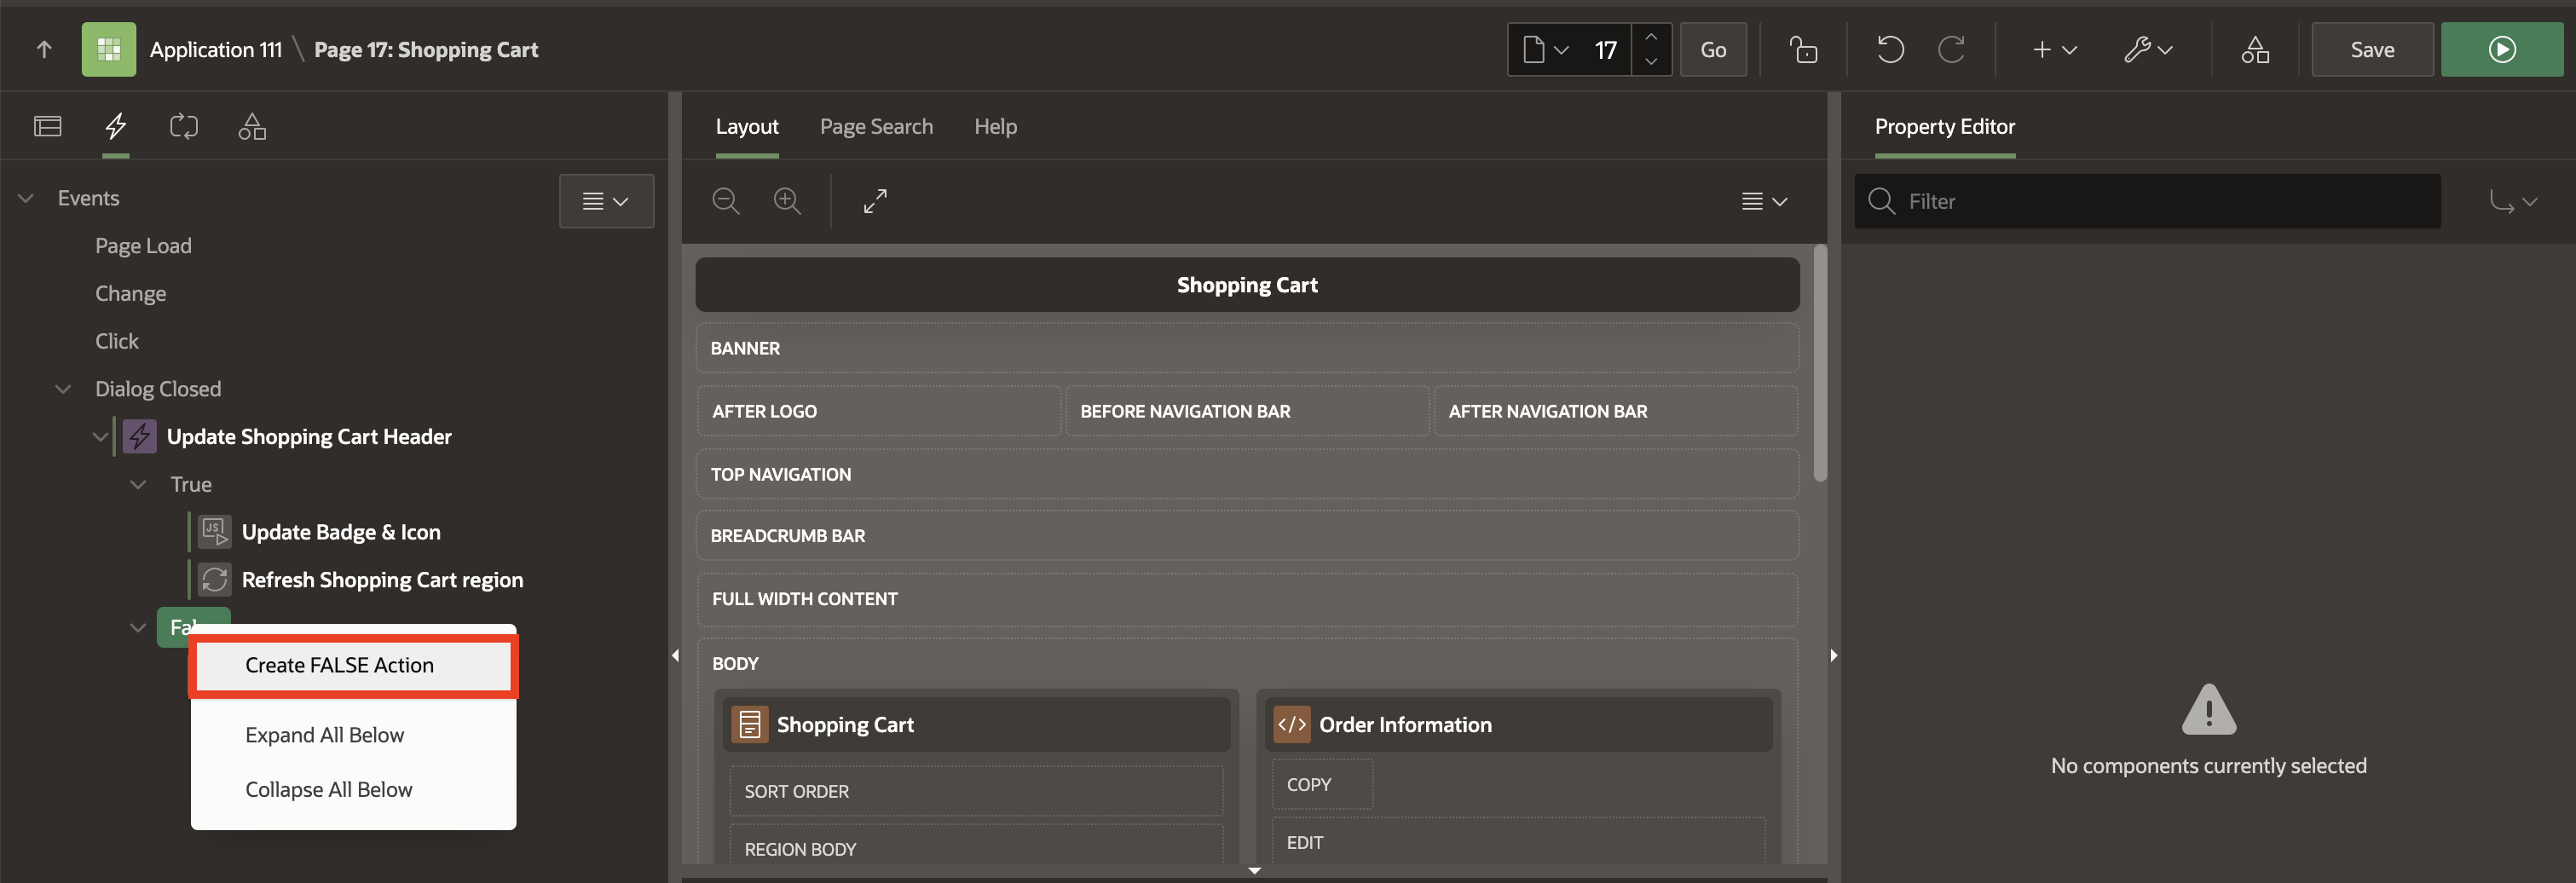 Application 111 \ Page 17: Shopping Cart
17
Go
Save
Layout
Page Search
Help
Property Editor
Events
Filter
Page Load
Change
Click
Dialog Closed
Update Shopping Cart Header
True
JS
Update Badge & Icon
Refresh Shopping Cart region
Create FALSE Action
Expand All Below
Collapse All Below
Shopping Cart
BANNER
AFTER LOGO
BEFORE NAVIGATION BAR
AFTER NAVIGATION BAR
TOP NAVIGATION
BREADCRUMB BAR
FULL WIDTH CONTENT
BODY
Shopping Cart
SORT ORDER
REGION BODY
Order Information
COPY
EDIT
No components currently selected